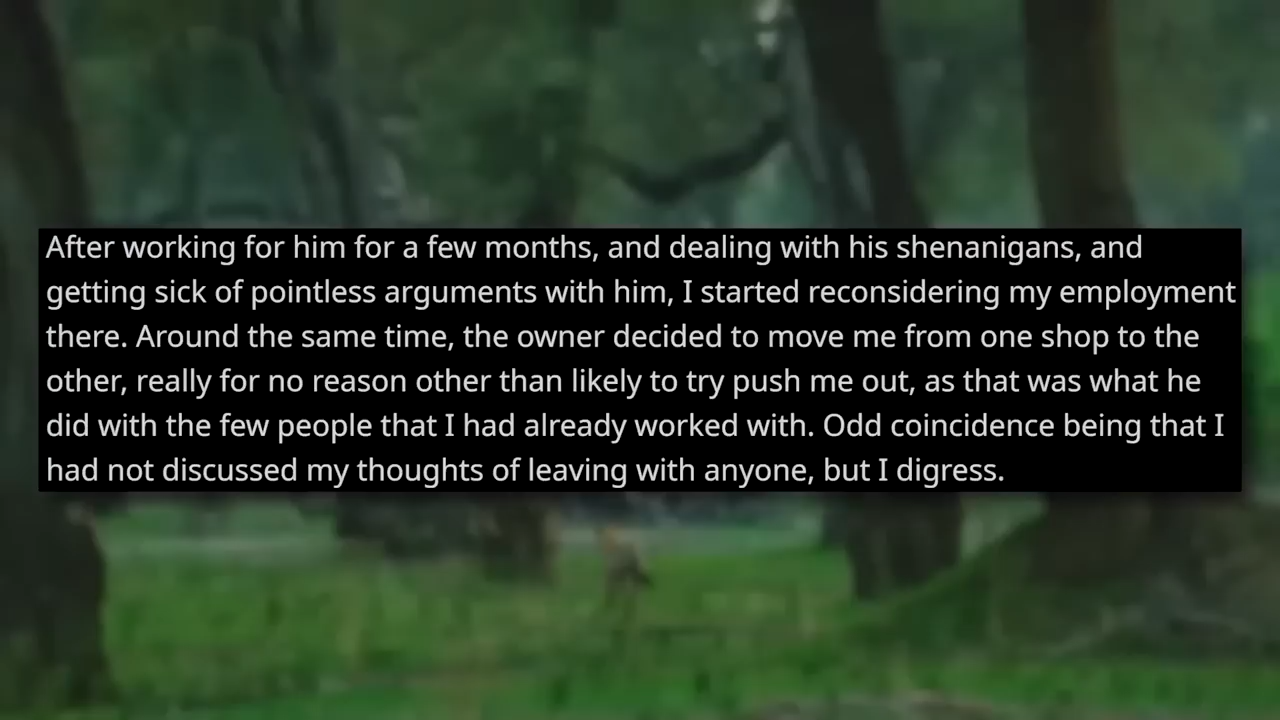 After working for him for a few months, and dealing with his shenanigans, and
getting sick of pointless arguments with him, I started reconsidering my employment
there. Around the same time, the owner decided to move me from one shop to the
other, really for no reason other than likely to try push me out, as that was what he
did with the few people that I had already worked with. Odd coincidence being that I
had not discussed my thoughts of leaving with anyone, but I digress.